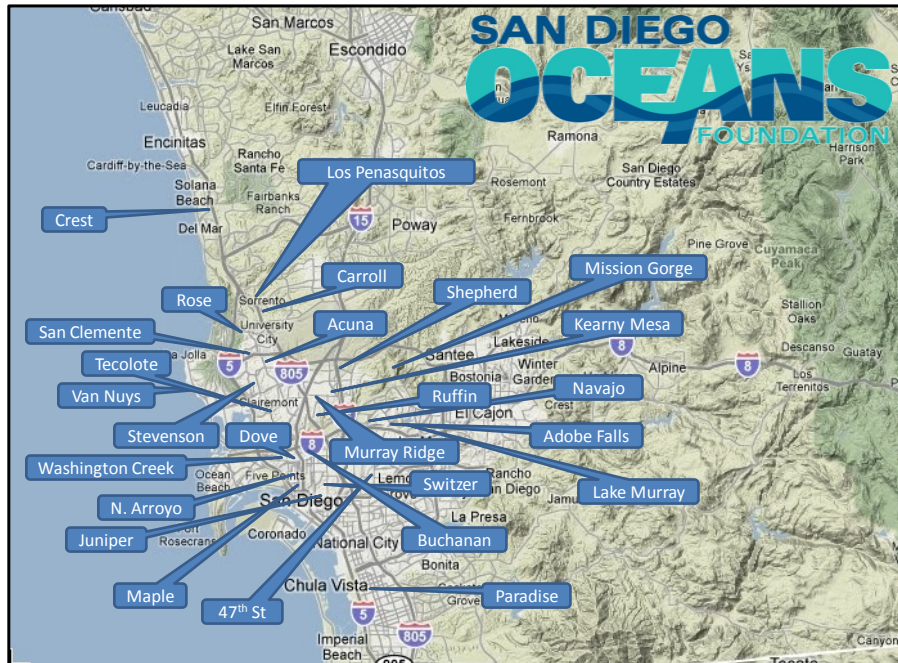 San Marcos
Escondido
SAN DIEGO
OCEANS
FOUNDATION
Lake San
Marcos
Leucadia
Elfin Forest
Encinitas
Ramona
Harrison
Park
Cardiff-by-the-Sea
Rancho
Santa Fe
Los Penasquitos
Rosemont
San Diego
Country Estates
Solana
Beach
Fairbanks
Ranch
Crest
15
Del Mar
Poway
Fernbrook
Pine Grove
Cuyamaca
Peak
Carroll
Mission Gorge
Rose
Sorrento
Shepherd
Stallion
Oaks
San Clemente
University
City
Acuna
Kearny Mesa
Lakeside
8
Descanso
Guatay
Tecolote
Jolla
5
805
Santee
Winter
Alpine
8
Los
Terrenitos
Bostonia
Van Nuys
Clairemont
Ruffin
Navajo
El Cajon
Crest
Stevenson
Dove
8
Murray Ridge
Adobe Falls
Washington Creek
Ocean
Beach
Five Points
Switzer
Rancho
San Diego
Lake Murray
N. Arroyo
San Diego
La Presa
Juniper
Rosecrans
Coronado
National City
Buchanan
Bonita
Maple
47th St
Chula Vista
Paradise
5
805
Imperial
Beach
Canyon
805
Tecate